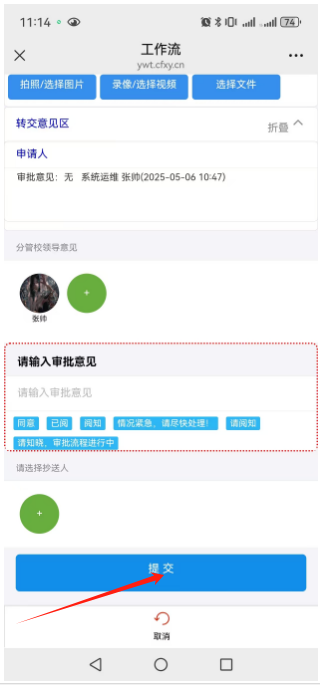 11:14
74
工作流
ywt.cfxy.cn
拍照/选择图片 录像/选择视频 选择文件
转交意见区
折叠
申请人
审批意见：无 系统运维 张帅(2025-05-06 10:47)
分管校领导意见
+
张帅
请输入审批意见
请输入审批意见
同意 已阅 阅知 情况紧急，请尽快处理！ 请阅知
请知晓，审批流程进行中
请选择抄送人
+
提 交
取消